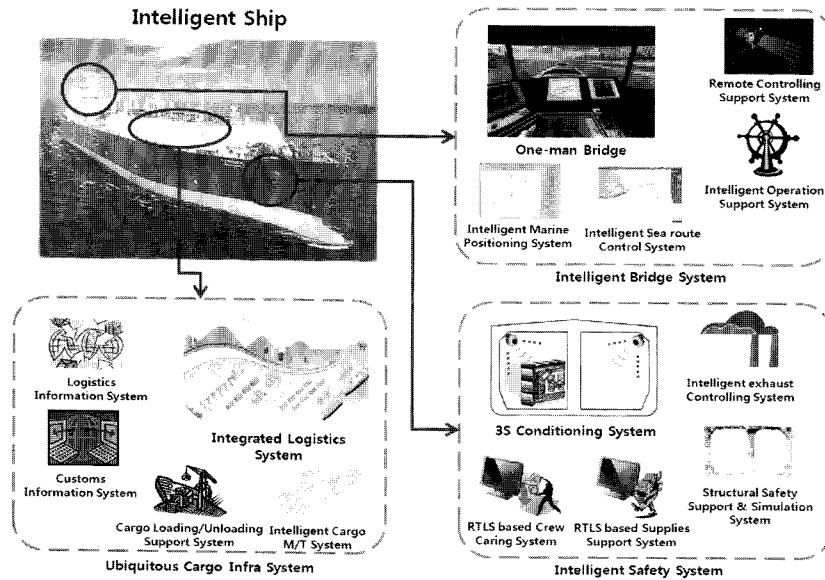 Intelligent Ship
One-man Bridge
Remote Controlling
Support System
Intelligent Operation
Support System
Intelligent Marine
Positioning System
Intelligent Sea route
Control System
Intelligent Bridge System
Logistics
Information System
Integrated Logistics
System
Customs
Information System
Cargo Loading/Unloading
Support System
Intelligent Cargo
M/T System
Ubiquitous Cargo Infra System
3S Conditioning System
Intelligent exhaust
Controlling System
RTLS based Crew
Caring System
RTLS based Supplies
Support System
Structural Safety
Support & Simulation
System
Intelligent Safety System